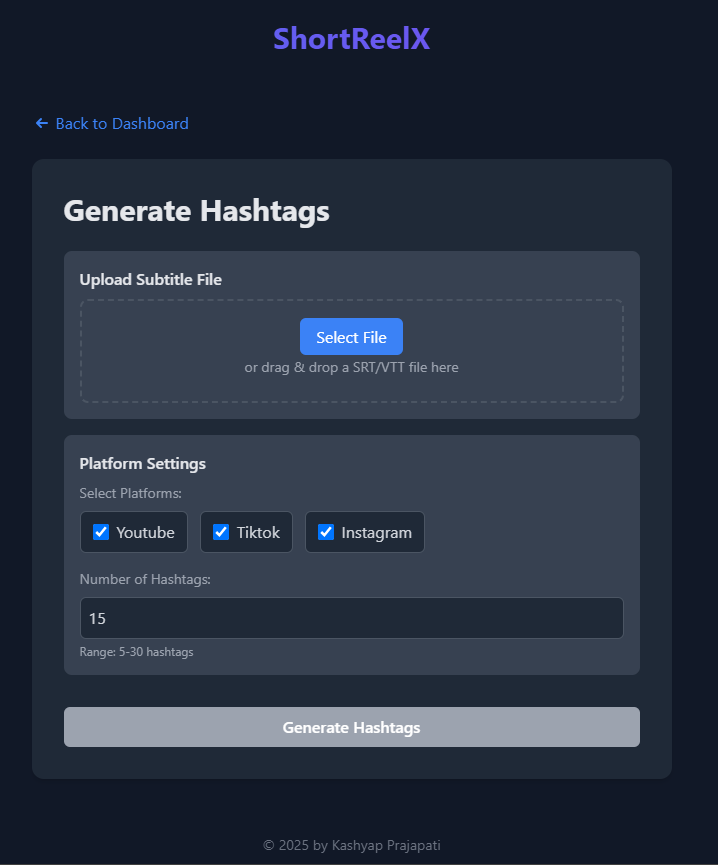 ShortReelX
← Back to Dashboard
Generate Hashtags
Upload Subtitle File
Select File
or drag & drop a SRT/VTT file here
Platform Settings
Select Platforms:
Youtube Tiktok Instagram
Number of Hashtags:
15
Range: 5-30 hashtags
Generate Hashtags
© 2025 by Kashyap Prajapati